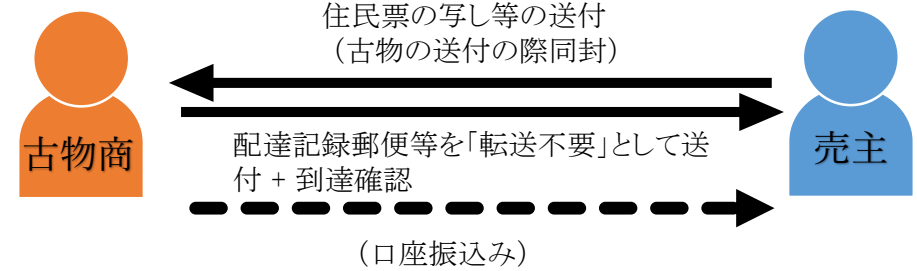 住民票の写し等の送付
（古物の送付の際同封）
古物商
売主
配達記録郵便等を「転送不要」として送
付 + 到達確認
（口座振込み）